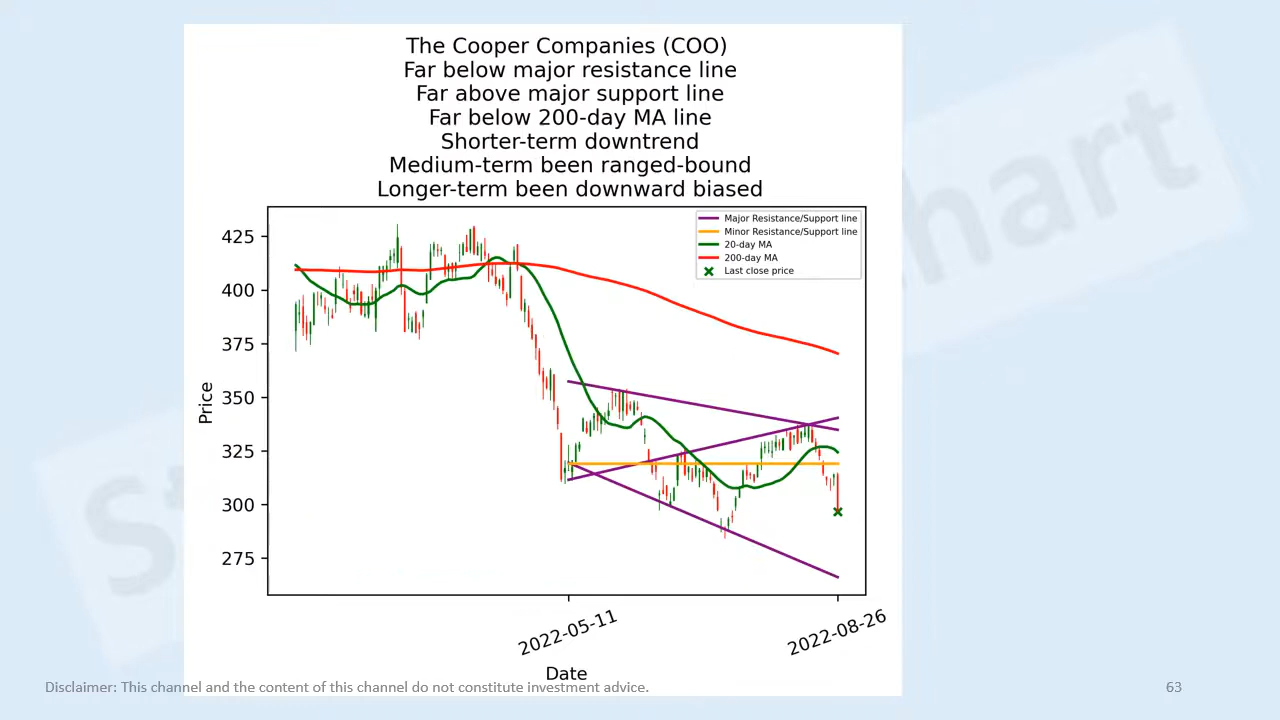 The Cooper Companies (COO)
Far below major resistance line
Far above major support line
Far below 200-day MA line
Shorter-term downtrend
Medium-term been ranged-bound
Longer-term been downward biased
Major Resistance/Support line
Minor Resistance/Support line
20-day MA
200-day MA
Last close price
425
400
375
350
325
300
275
Price
2022-05-11
2022-08-26
Date
Disclaimer: This channel and the content of this channel do not constitute investment advice.
63